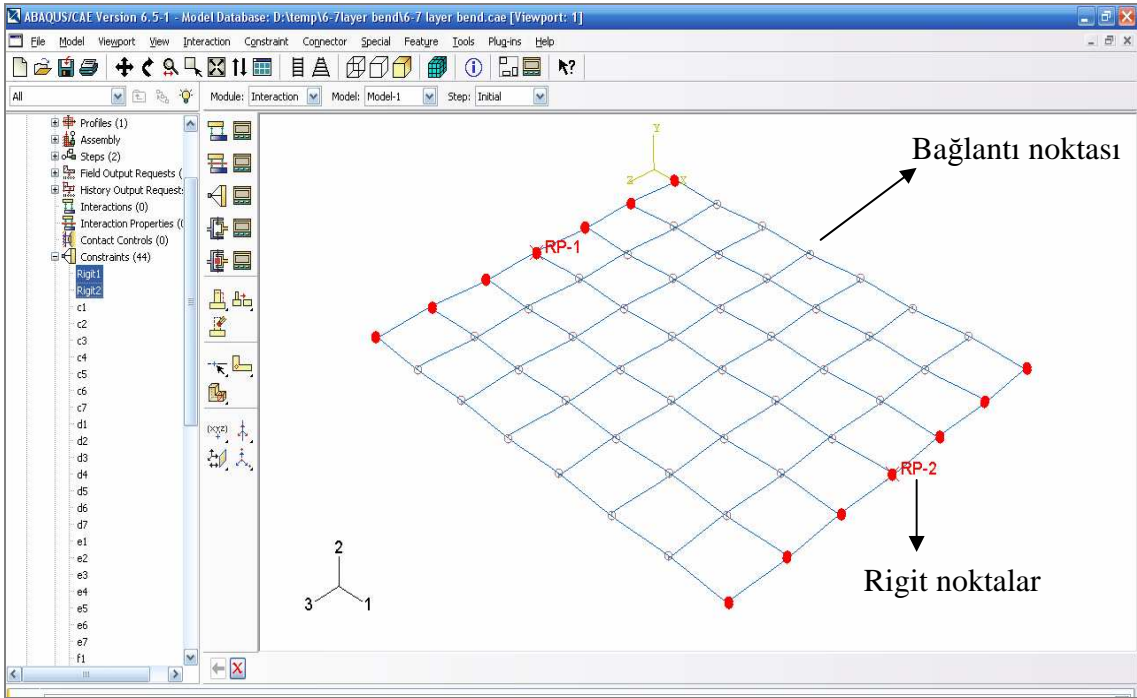 ABAQUS/CAE Version 6.5-1 - Model Database: D:\temp\6-7layer bend\6-7 layer bend.cae [Viewport: 1]
File Model Viewport View Interaction Constraint Connector Special Feature Tools Plug-ins Help
All Module: Interaction Model: Model-1 Step: Initial
Profiles (1)
Assembly
Steps (2)
Field Output Requests (
History Output Request:
Interactions (0)
Interaction Properties ((
Contact Controls (0)
Constraints (44)
Rigit1
Rigit2
c1
c2
c3
c4
c5
c6
c7
d1
d2
d3
d4
d5
d6
d7
e1
e2
e3
e4
e5
e6
e7
f1
(XYZ)
Y
Z X
Bağlantı noktası
RP-1
RP-2
Rigit noktalar
2
3 1